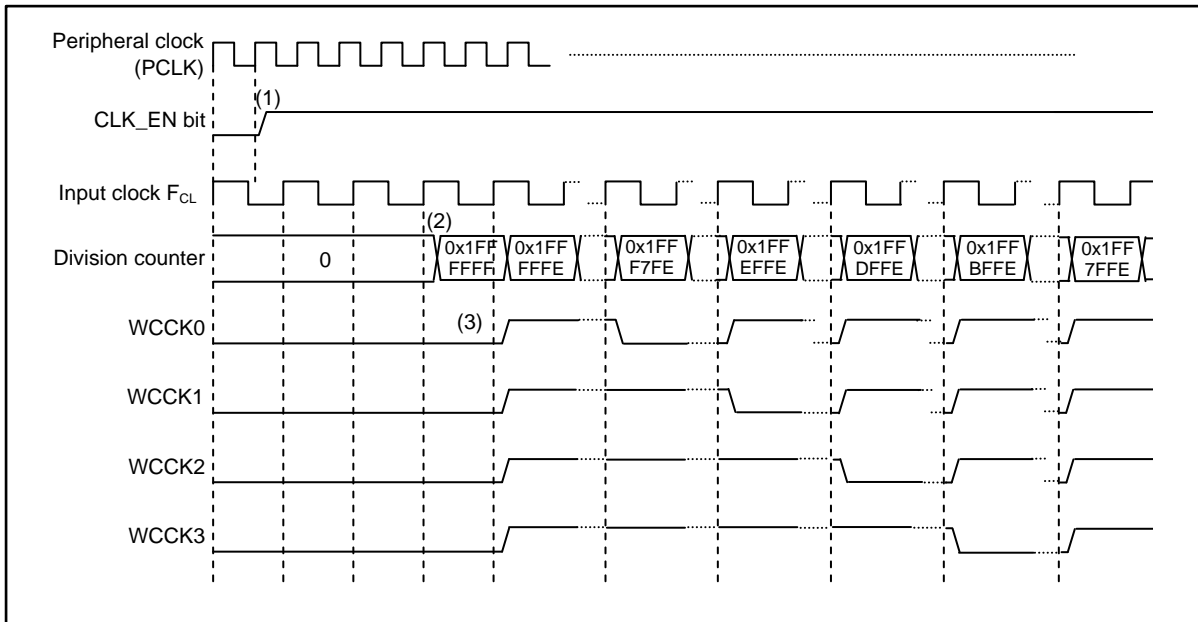 Peripheral clock
(PCLK)
(1)
CLK_EN bit
Input clock FCL
(2)
Division counter
0
0x1FF
FFFF
0x1FF
FFFE
0x1FF
F7FE
0x1FF
EFFE
0x1FF
DFFE
0x1FF
BFFE
0x1FF
7FFE
WCCK0
(3)
WCCK1
WCCK2
WCCK3